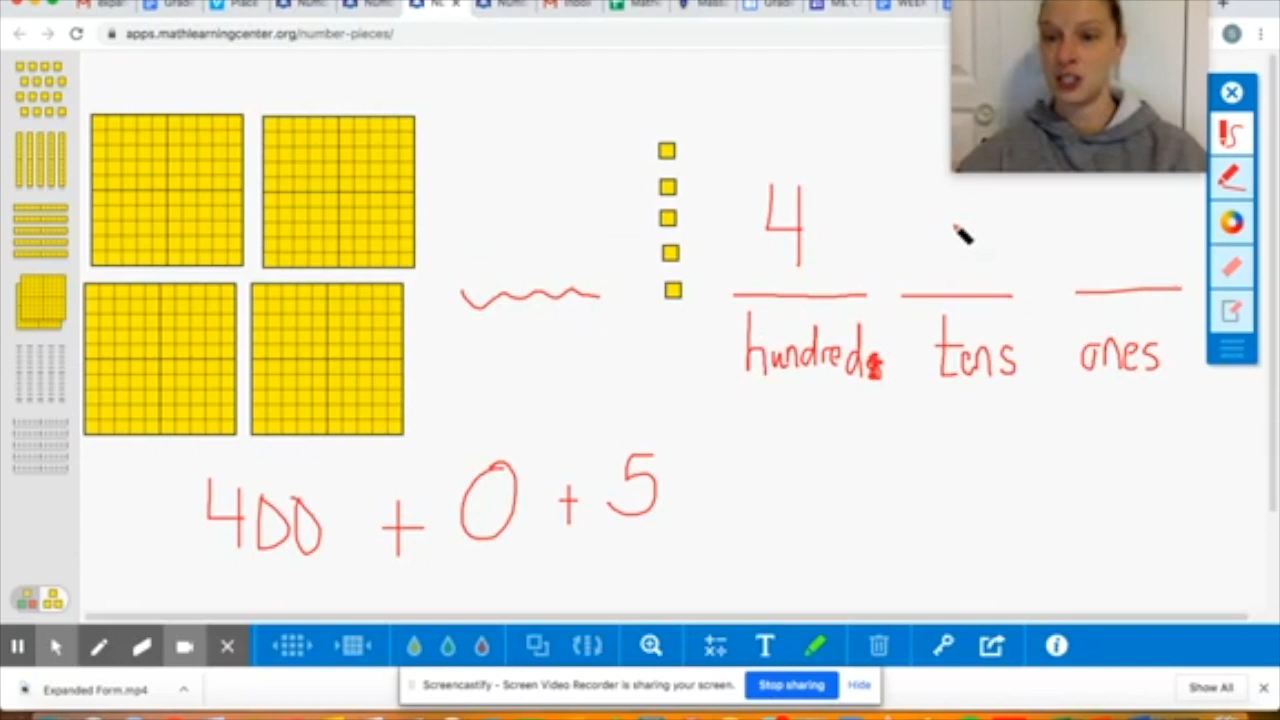 apps.mathlearningcenter.org/number-pieces/
4
hundreds tens ones
400 + 0 + 5
T
Expanded Form.mp4
Screencastify - Screen Video Recorder is sharing your screen. Stop sharing Hide
Show All